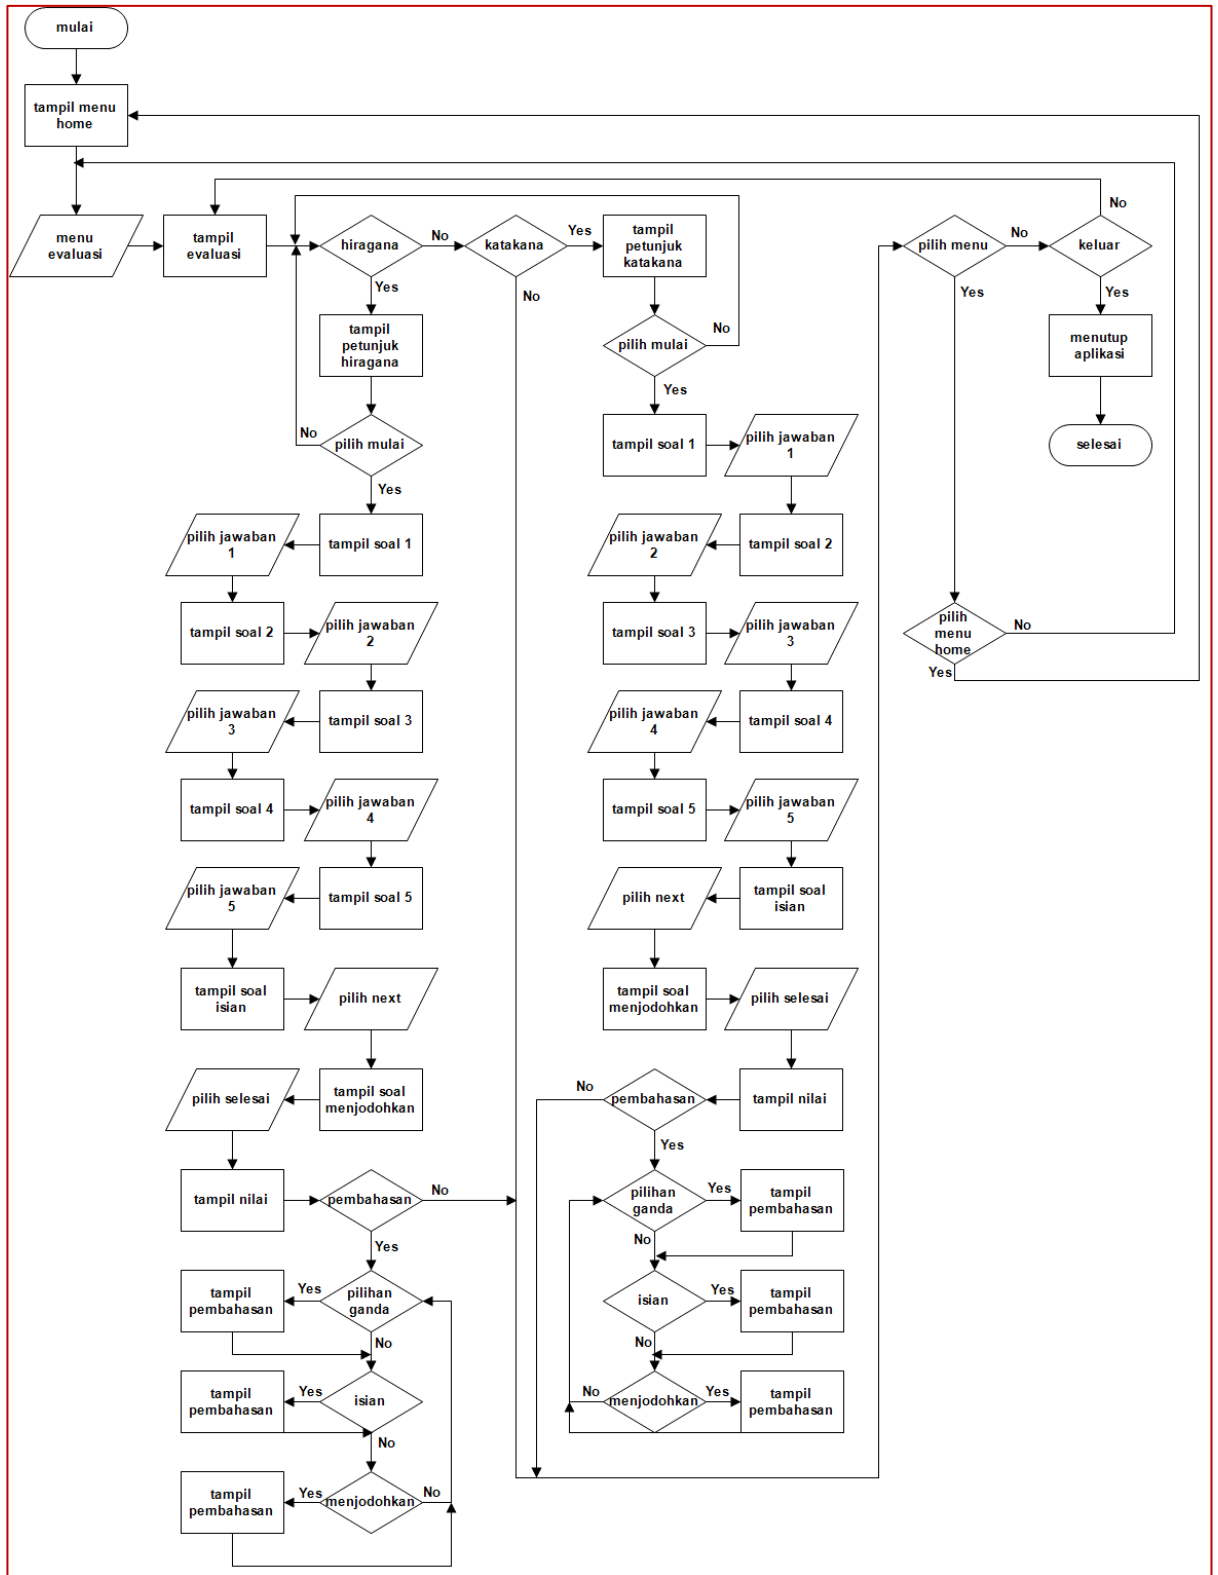 mulai
tampil menu
home
menu
evaluasi
tampil
evaluasi
hiragana
No
katakana
Yes
tampil
petunjuk
katakana
pilih menu
No
keluar
No
Yes
No
Yes
Yes
tampil
petunjuk
hiragana
pilih mulai
No
menutup
aplikasi
Yes
No
pilih mulai
tampil soal 1
pilih jawaban
1
selesai
Yes
pilih jawaban
1
tampil soal 1
pilih jawaban
2
tampil soal 2
tampil soal 2
pilih jawaban
2
tampil soal 3
pilih jawaban
3
pilih
menu
home
No
Yes
pilih jawaban
3
tampil soal 3
pilih jawaban
4
tampil soal 4
tampil soal 4
pilih jawaban
4
tampil soal 5
pilih jawaban
5
pilih jawaban
5
tampil soal 5
pilih next
tampil soal
isian
tampil soal
isian
pilih next
tampil soal
menjodohkan
pilih selesai
pilih selesai
tampil soal
menjodohkan
No
pembahasan
tampil nilai
Yes
tampil nilai
pembahasan
No
pilihan
ganda
Yes
tampil
pembahasan
Yes
No
tampil
pembahasan
Yes
pilihan
ganda
isian
Yes
tampil
pembahasan
No
No
tampil
pembahasan
Yes
isian
No
menjodohkan
Yes
tampil
pembahasan
No
tampil
pembahasan
Yes
menjodohkan
No